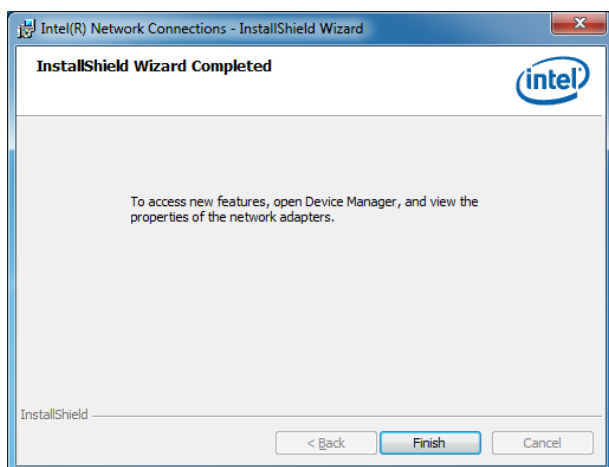 Intel(R) Network Connections - InstallShield Wizard
InstallShield Wizard Completed
intel
To access new features, open Device Manager, and view the
properties of the network adapters.
InstallShield
< Back
Finish
Cancel